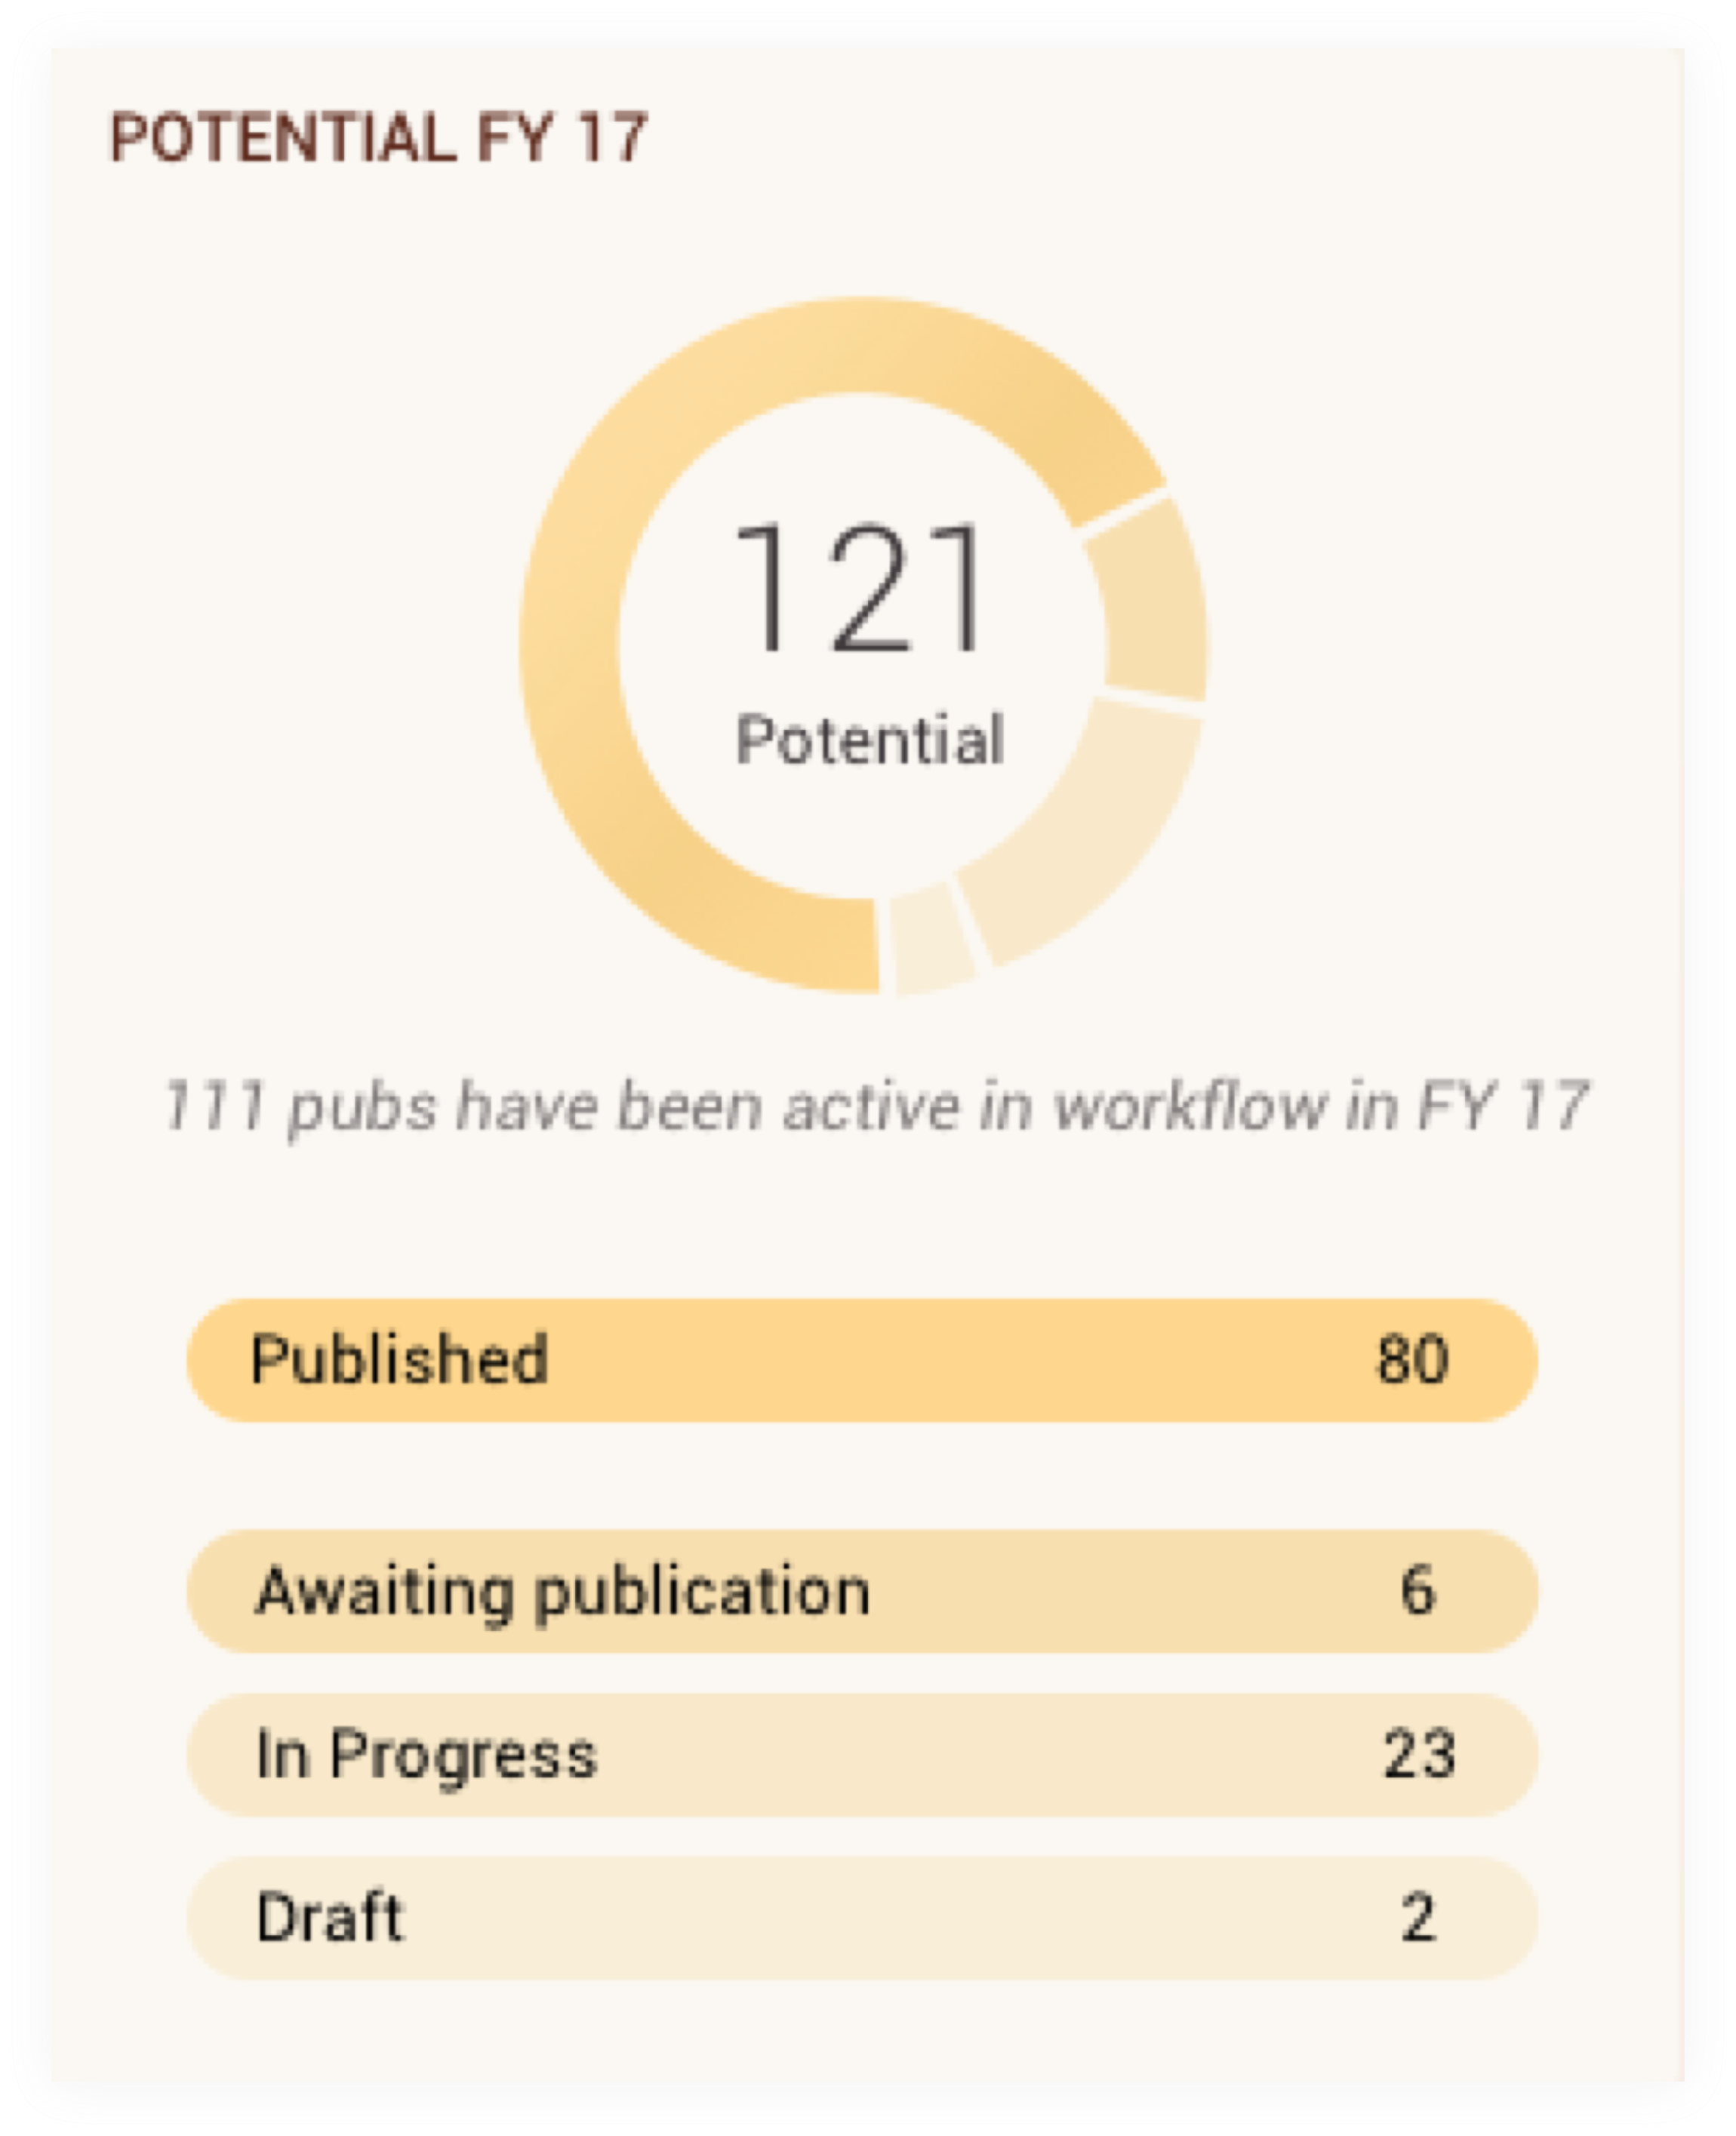 POTENTIAL FY 17
121
Potential
111 pubs have been active in workflow in FY 17
Published 80
Awaiting publication 6
In Progress 23
Draft 2